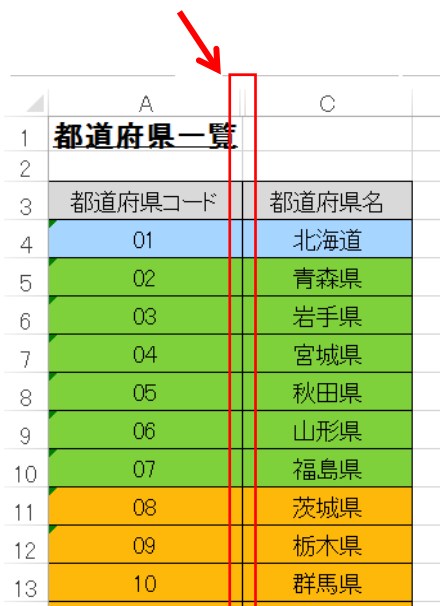 A C
1 都道府県一覧
2
3 都道府県コード 都道府県名
4 01 北海道
5 02 青森県
6 03 岩手県
7 04 宮城県
8 05 秋田県
9 06 山形県
10 07 福島県
11 08 茨城県
12 09 栃木県
13 10 群馬県